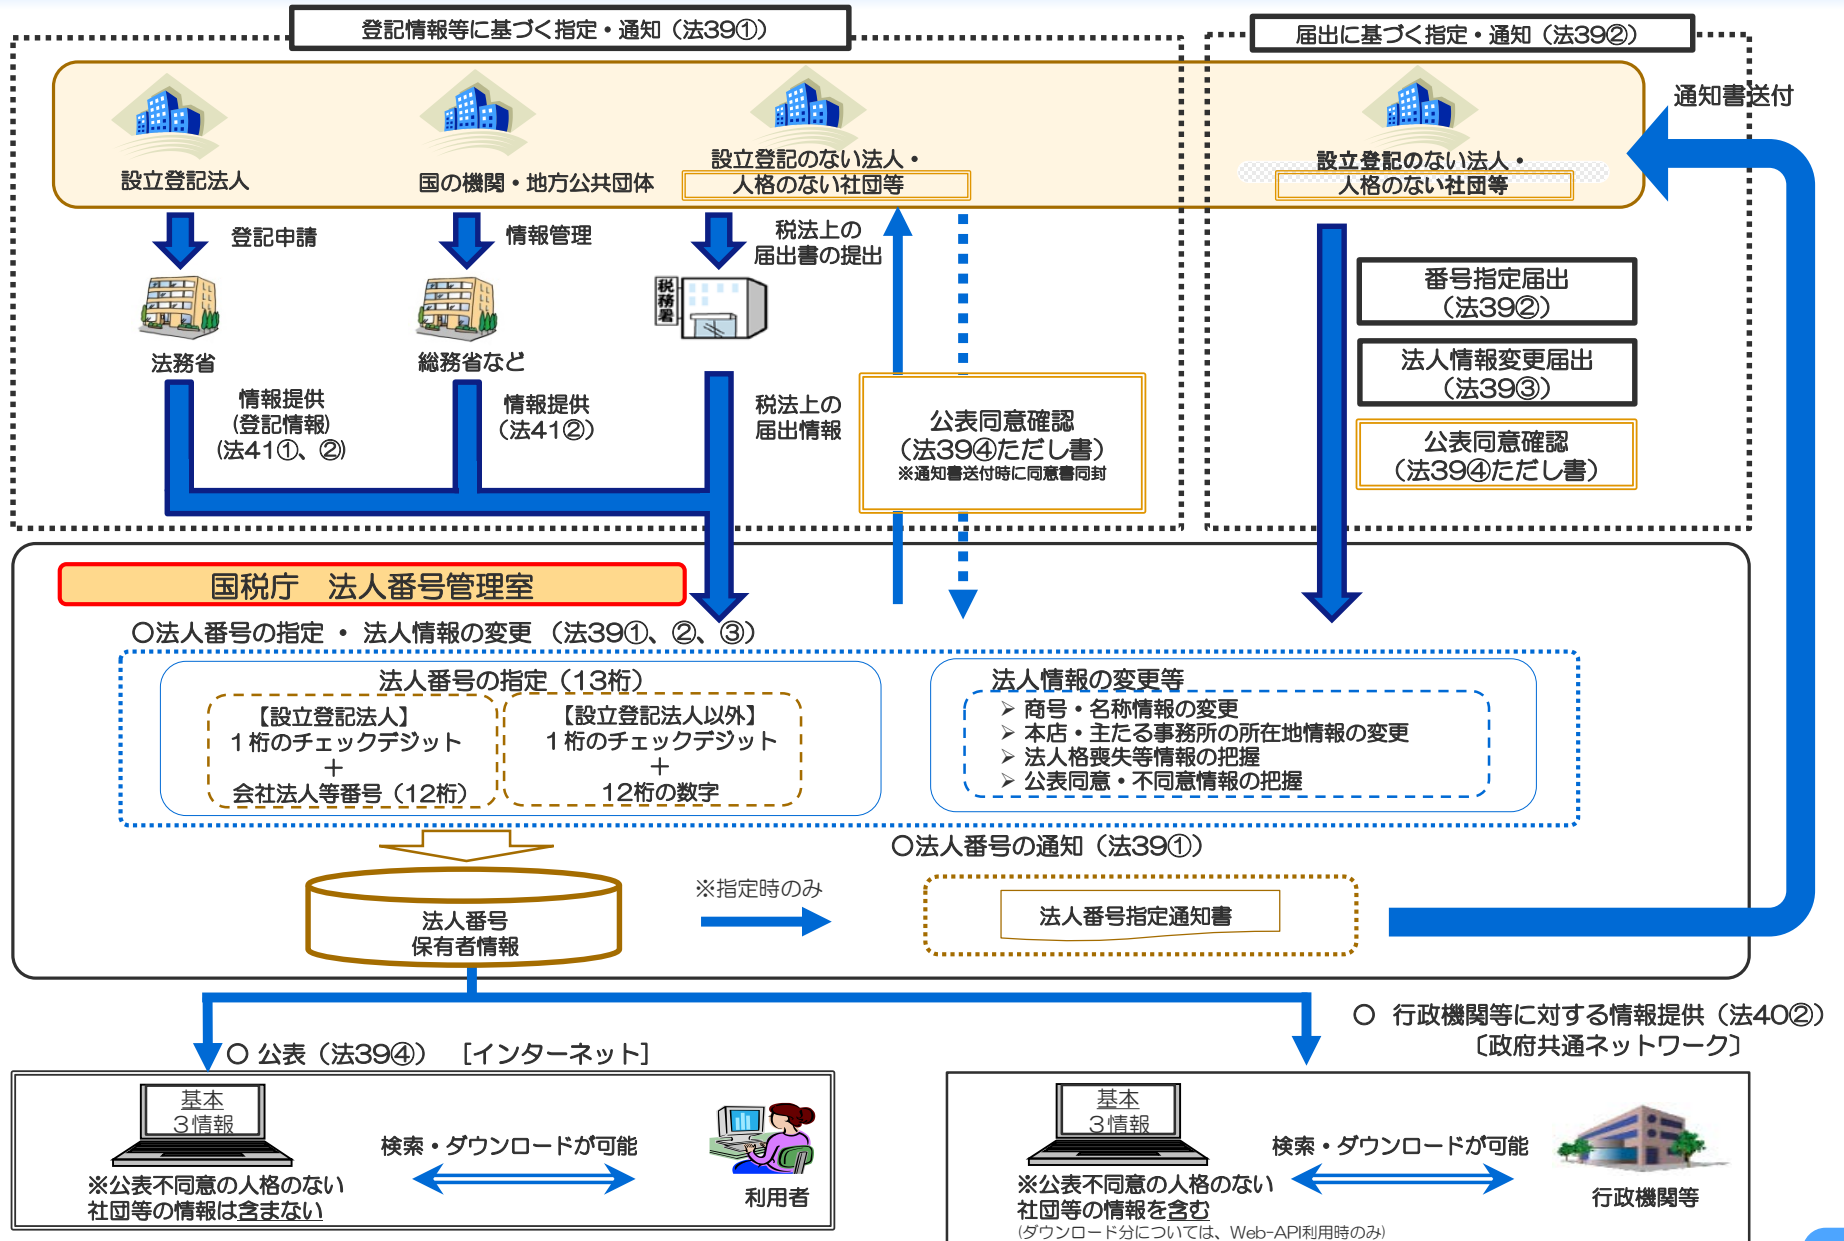 登記情報等に基づく指定・通知（法39①）
届出に基づく指定・通知（法39②）
通知書送付
設立登記法人
国の機関・地方公共団体
設立登記のない法人・
人格のない社団等
設立登記のない法人・
人格のない社団等
登記申請
情報管理
税法上の
届出書の提出
税務署
法務省
総務省など
情報提供
(登記情報)
(法41①、②)
情報提供
（法41②）
税法上の
届出情報
公表同意確認
（法39④ただし書）
※通知書送付時に同意書同封
番号指定届出
（法39②）
法人情報変更届出
（法39③）
公表同意確認
（法39④ただし書）
国税庁　法人番号管理室
〇法人番号の指定 ・ 法人情報の変更 （法39①、②、③）
法人番号の指定（13桁）
【設立登記法人】
１桁のチェックデジット
＋
会社法人等番号（12桁）
【設立登記法人以外】
１桁のチェックデジット
＋
12桁の数字
法人情報の変更等
➢ 商号・名称情報の変更
➢ 本店・主たる事務所の所在地情報の変更
➢ 法人格喪失等情報の把握
➢ 公表同意・不同意情報の把握
〇法人番号の通知（法39①）
法人番号
保有者情報
※指定時のみ
法人番号指定通知書
〇 公表（法39④） ［インターネット］
〇 行政機関等に対する情報提供（法40②）
〔政府共通ネットワーク〕
基本
３情報
検索・ダウンロードが可能
利用者
※公表不同意の人格のない
社団等の情報は含まない
基本
３情報
検索・ダウンロードが可能
行政機関等
※公表不同意の人格のない
社団等の情報を含む
(ダウンロード分については、Web-API利用時のみ)